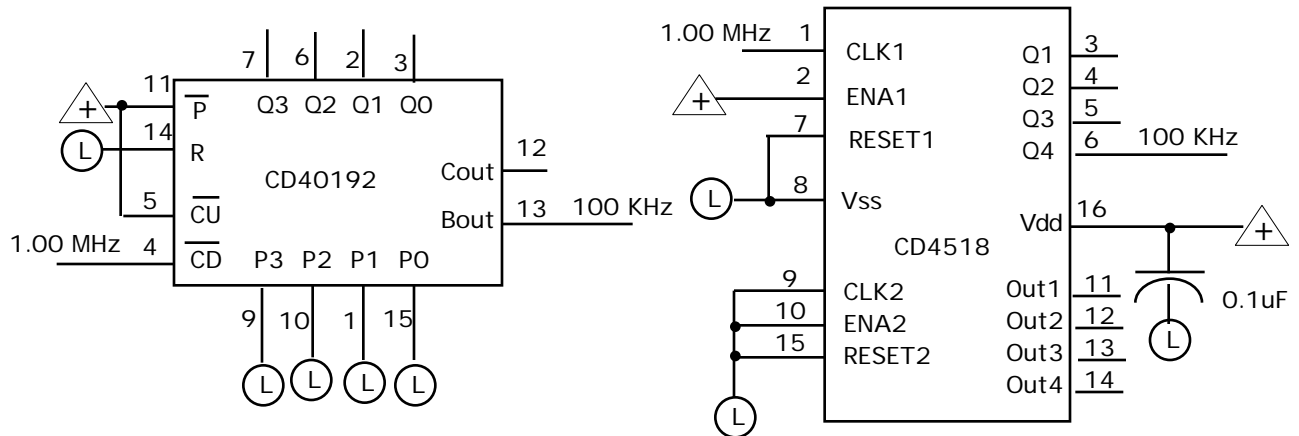 7 6 2 3
11 + P Q3 Q2 Q1 Q0
14 L R
CD40192
Cout 12
5 CU
Bout 13 100 KHz
1.00 MHz 4 CD P3 P2 P1 P0
9 10 1 15
L L L L
1.00 MHz 1 CLK1 Q1 3
+ 2 ENA1 Q2 4
7 RESET1 Q3 5
Q4 6 100 KHz
L 8 Vss
Vdd 16 +
CD4518
9 CLK2 Out1 11
0.1uF
10 ENA2 Out2 12
L
15 RESET2 Out3 13
Out4 14
L